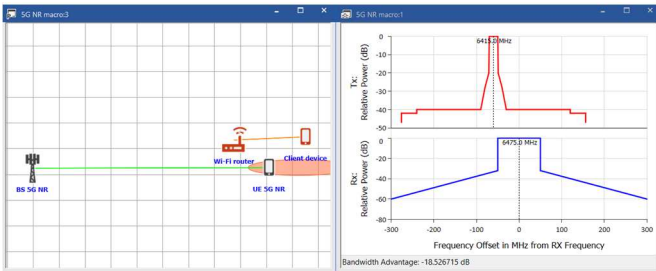 5G NR macro:3
Wi-Fi router
Client device
BS 5G NR
UE 5G NR
5G NR macro:1
Tx:
Relative Power (dB)
0
-10
-20
-30
-40
-50
6415.0 MHz
Rx:
Relative Power (dB)
0
-20
-40
-60
-80
6475.0 MHz
-300 -200 -100 0 100 200 300
Frequency Offset in MHz from RX Frequency
Bandwidth Advantage: -18.526715 dB